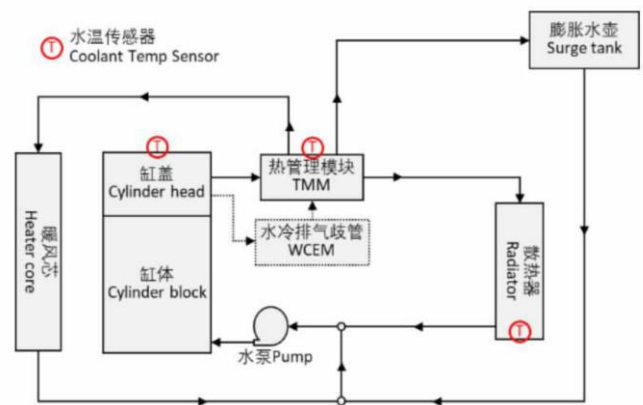 膨胀水壶
Surge tank
T
水温传感器
Coolant Temp Sensor
T
T
缸盖
Cylinder head
热管理模块
TMM
水冷排气歧管
WCEM
暖风芯
Heater core
缸体
Cylinder block
散热器
Radiator
T
水泵Pump